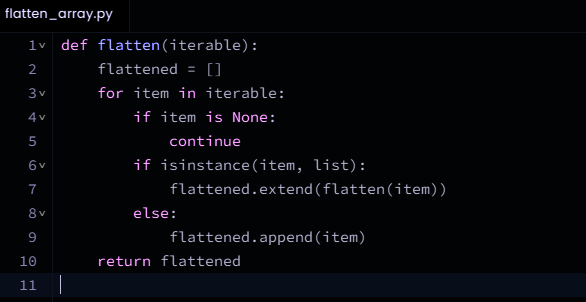 flatten_array.py
1 def flatten(iterable):
2     flattened = []
3     for item in iterable:
4         if item is None:
5             continue
6         if isinstance(item, list):
7             flattened.extend(flatten(item))
8         else:
9             flattened.append(item)
10     return flattened
11